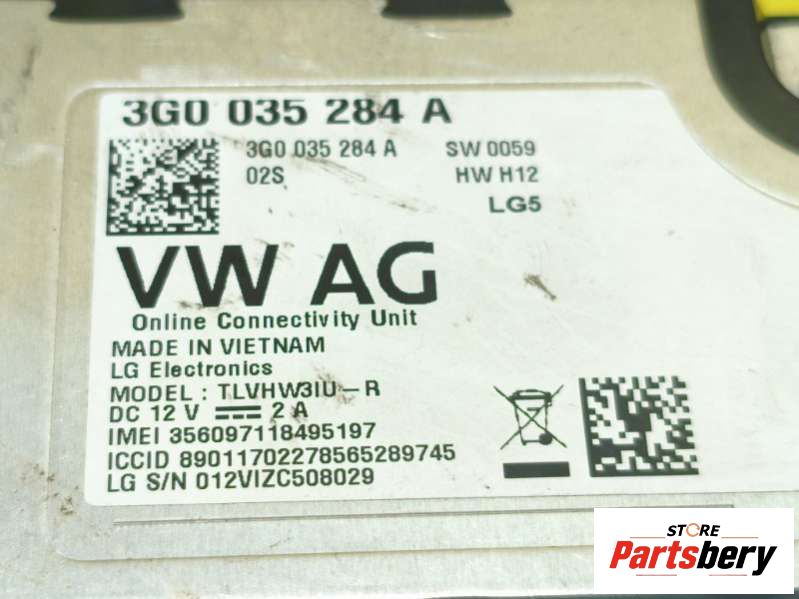 3G0 035 284 A
3G0 035 284 A SW 0059
02S HW H12
LG5
VW AG
Online Connectivity Unit
MADE IN VIETNAM
LG Electronics
MODEL : TLVHW3IU-R
DC 12 V 2 A
IMEI 356097118495197
ICCID 89011702278565289745
LG S/N 012VIZC508029
STORE
Partsbery